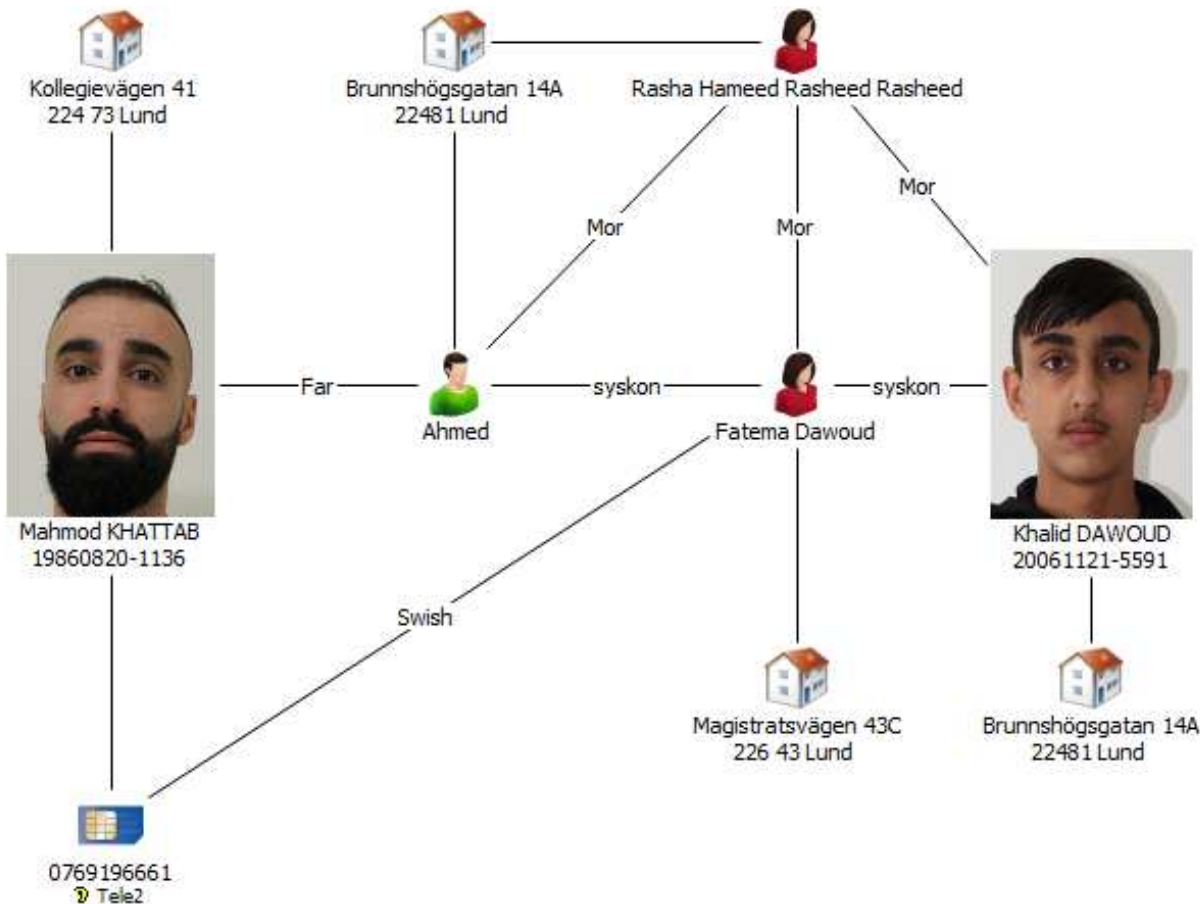 Kollegievägen 41
224 73 Lund
Brunnshögsgatan 14A
22481 Lund
Rasha Hameed Rasheed Rasheed
Mor
Mor
Mor
Far
Ahmed
syskon
Fatema Dawoud
syskon
Mahmod KHATTAB
19860820-1136
Khalid DAWOUD
20061121-5591
Swish
Magistratsvägen 43C
226 43 Lund
Brunnshögsgatan 14A
22481 Lund
0769196661
Tele2